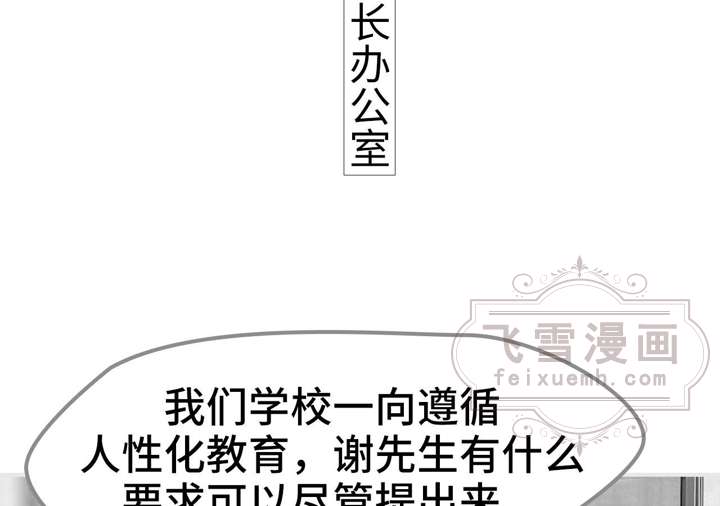 长办公室
飞雪漫画
feixuemh.com
我们学校一向遵循
人性化教育，谢先生有什么
要求可以尽管提出来